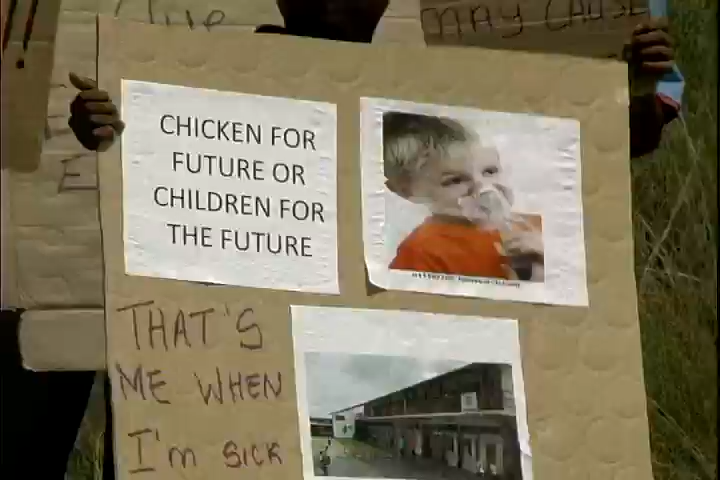 MAY CAUSE
CHICKEN FOR
FUTURE OR
CHILDREN FOR
THE FUTURE
THAT'S
ME WHEN
I'm SICK